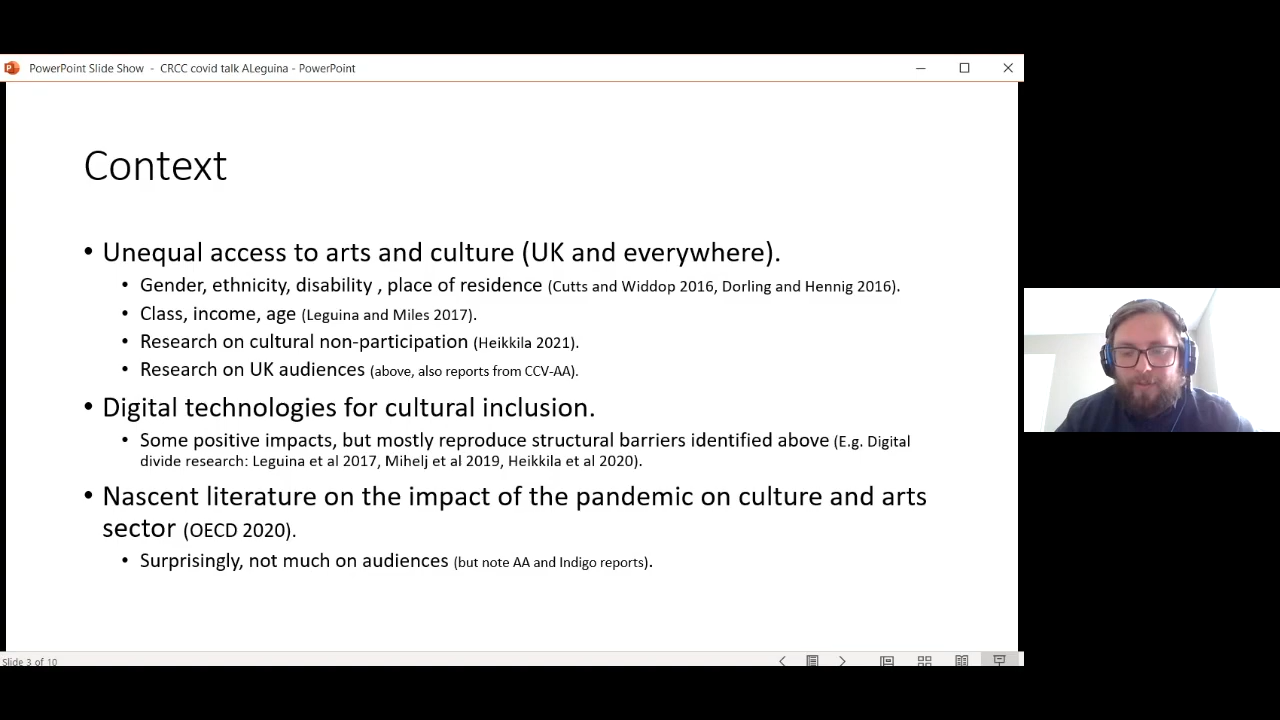 PowerPoint Slide Show - CRCC covid talk ALeguina - PowerPoint
Context
• Unequal access to arts and culture (UK and everywhere).
• Gender, ethnicity, disability , place of residence (Cutts and Widdop 2016, Dorling and Hennig 2016).
• Class, income, age (Leguina and Miles 2017).
• Research on cultural non-participation (Heikkila 2021).
• Research on UK audiences (above, also reports from CCV-AA).
• Digital technologies for cultural inclusion.
• Some positive impacts, but mostly reproduce structural barriers identified above (E.g. Digital
divide research: Leguina et al 2017, Mihelj et al 2019, Heikkila et al 2020).
• Nascent literature on the impact of the pandemic on culture and arts
sector (OECD 2020).
• Surprisingly, not much on audiences (but note AA and Indigo reports).
Slide 3 of 10